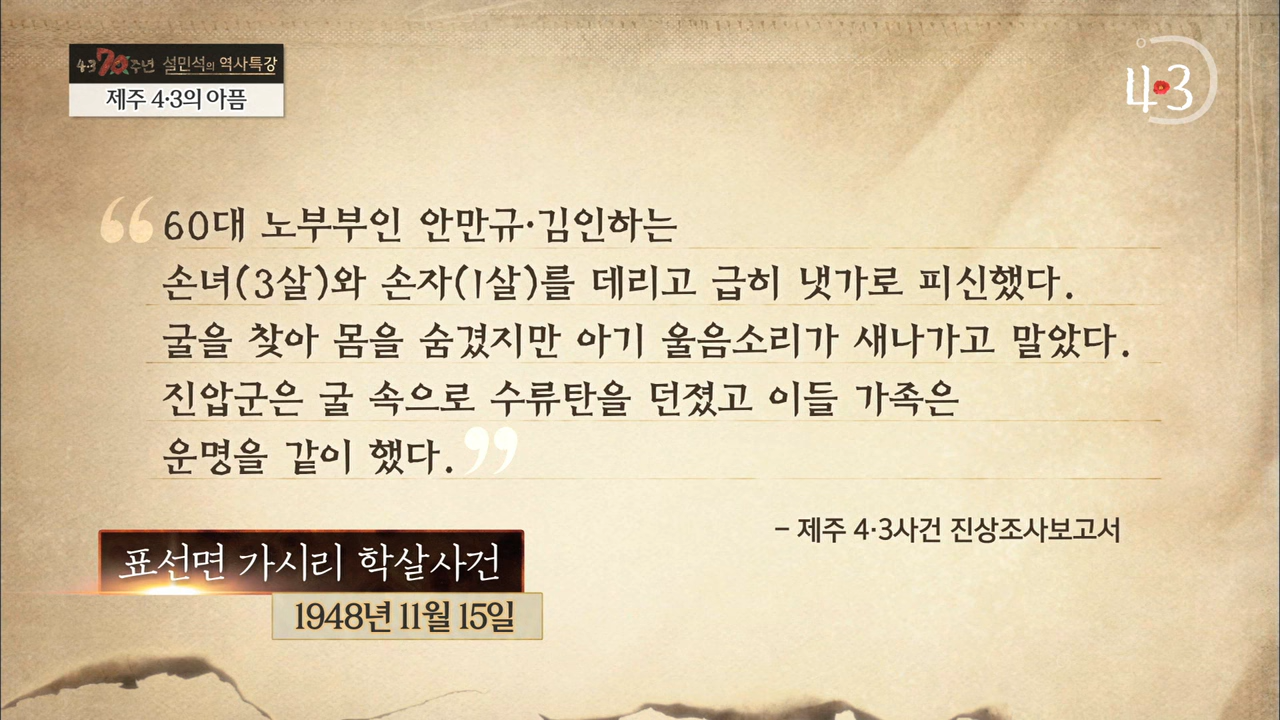 4·3 70주년 설민석의 역사특강
제주 4·3의 아픔
4·3
“60대 노부부인 안만규·김인하는
손녀(3살)와 손자(1살)를 데리고 급히 냇가로 피신했다.
굴을 찾아 몸을 숨겼지만 아기 울음소리가 새나가고 말았다.
진압군은 굴 속으로 수류탄을 던졌고 이들 가족은
운명을 같이 했다.”
- 제주 4·3사건 진상조사보고서
표선면 가시리 학살사건
1948년 11월 15일